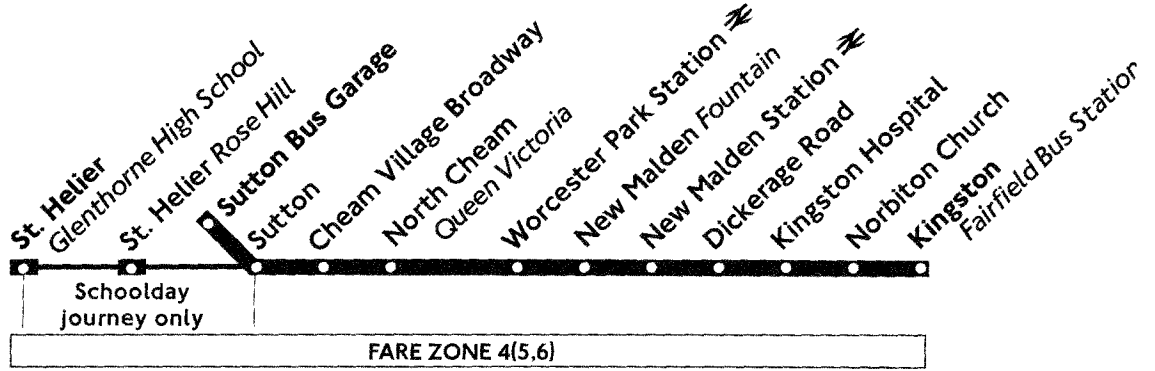 St. Helier
Glenthorne High School
St. Helier Rose Hill
Sutton Bus Garage
Sutton
Cheam Village Broadway
North Cheam
Queen Victoria
Worcester Park Station
New Malden Fountain
New Malden Station
Dickerage Road
Kingston Hospital
Norbiton Church
Kingston
Fairfield Bus Station
Schoolday
journey only
FARE ZONE 4(5,6)